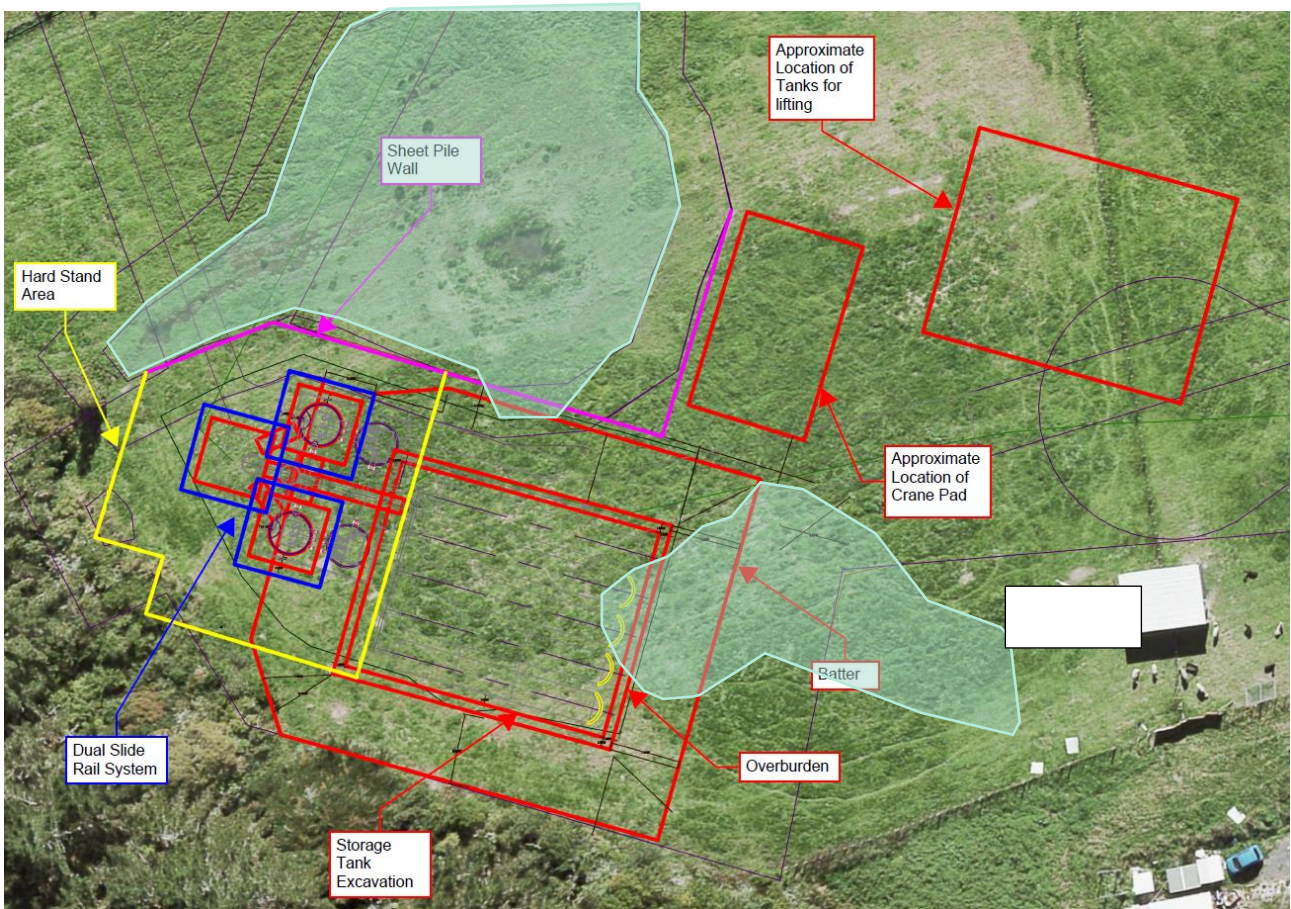 Approximate
Location of
Tanks for
lifting
Sheet Pile
Wall
Hard Stand
Area
Approximate
Location of
Crane Pad
Batter
Dual Slide
Rail System
Overburden
Storage
Tank
Excavation